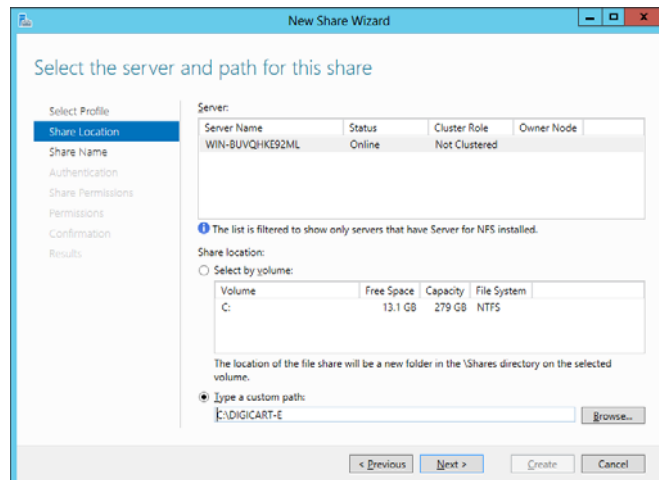 New Share Wizard
Select the server and path for this share
Select Profile
Share Location
Share Name
Authentication
Share Permissions
Permissions
Confirmation
Results
Server:
Server Name Status Cluster Role Owner Node
WIN-BUVQHKE92ML Online Not Clustered
The list is filtered to show only servers that have Server for NFS installed.
Share location:
Select by volume:
Volume Free Space Capacity File System
C: 13.1 GB 279 GB NTFS
The location of the file share will be a new folder in the \Shares directory on the selected
volume.
Type a custom path:
C:\DIGICART-E
Browse...
< Previous Next > Create Cancel